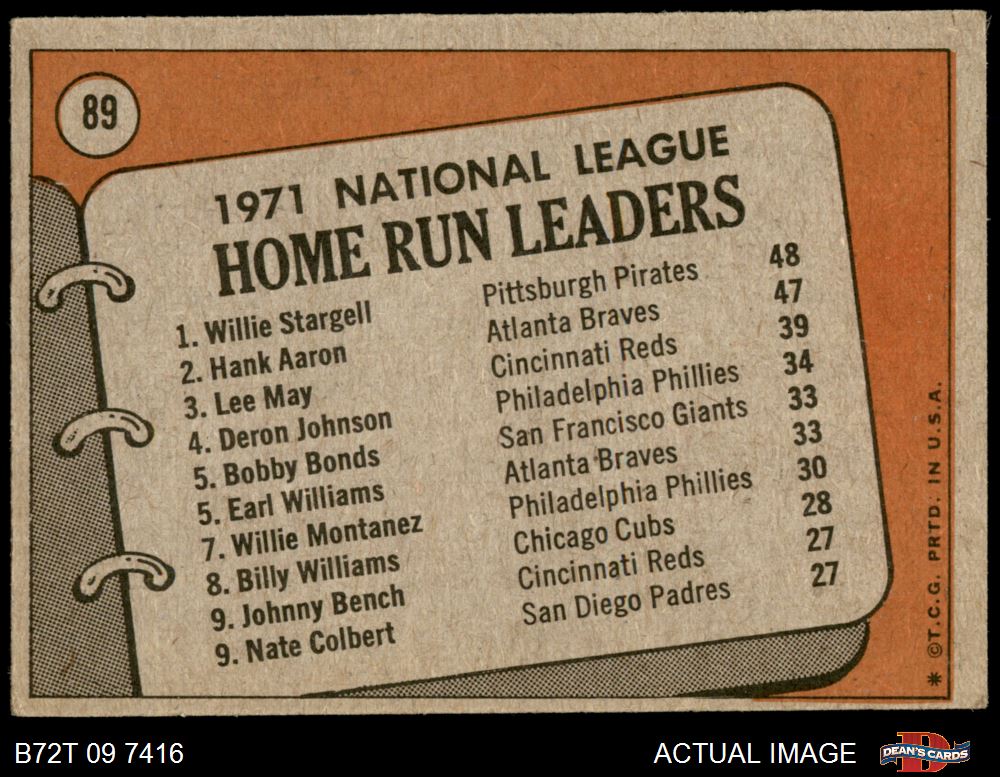 89
1971 NATIONAL LEAGUE
HOME RUN LEADERS
1. Willie Stargell Pittsburgh Pirates 48
2. Hank Aaron Atlanta Braves 47
3. Lee May Cincinnati Reds 39
4. Deron Johnson Philadelphia Phillies 34
5. Bobby Bonds San Francisco Giants 33
5. Earl Williams Atlanta Braves 33
7. Willie Montanez Philadelphia Phillies 30
8. Billy Williams Chicago Cubs 28
9. Johnny Bench Cincinnati Reds 27
9. Nate Colbert San Diego Padres 27
* ©T.C.G. PRTD. IN U.S.A.
B72T 09 7416 ACTUAL IMAGE
D
DEAN'S CARDS